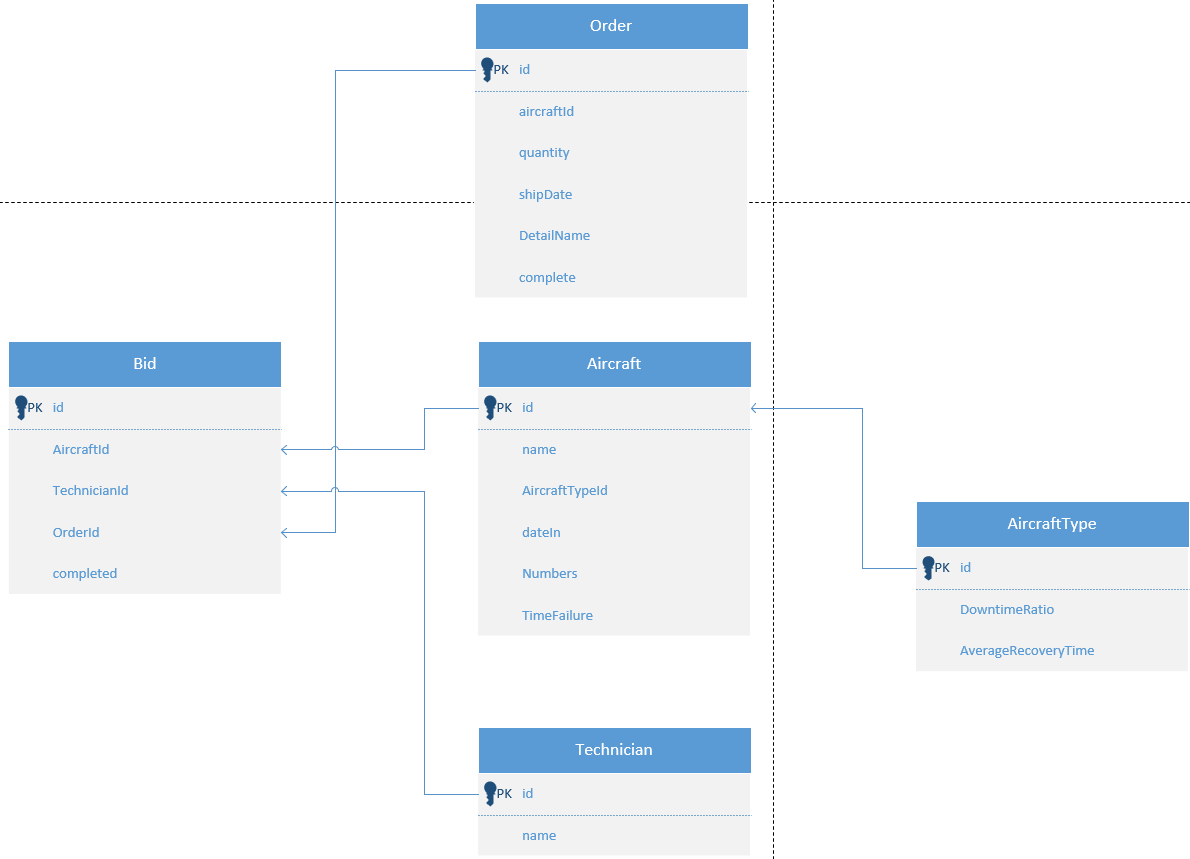 Order
PK id
aircraftId
quantity
shipDate
DetailName
complete
Bid
PK id
AircraftId
TechnicianId
OrderId
completed
Aircraft
PK id
name
AircraftTypeId
dateIn
Numbers
TimeFailure
AircraftType
PK id
DowntimeRatio
AverageRecoveryTime
Technician
PK id
name